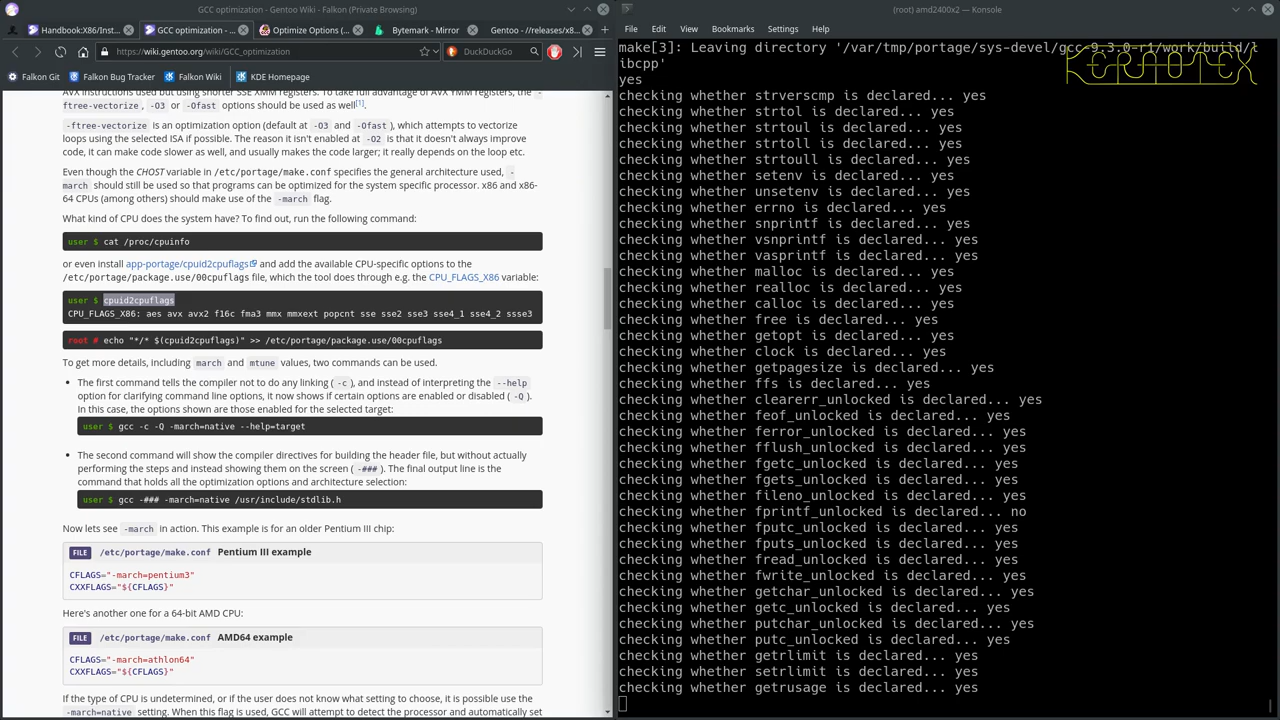 GCC optimization - Gentoo - Falkon (Private Browsing)
Handbook:X86/Inst...
GCC optimization - ...
Optimize Options (...
Bytemark - Mirror
Gentoo - //releases/x8...
https://wiki.gentoo.org/wiki/GCC_optimization
DuckDuckGo
Falkon Git
Falkon Bug Tracker
Falkon Wiki
KDE Homepage
AVX instructions used but using shorter SSE XMM registers. To take full advantage of AVX YMM registers, the -
ftree-vectorize, -O3 or -Ofast options should be used as well[1].
-ftree-vectorize is an optimization option (default at -O3 and -Ofast), which attempts to vectorize
loops using the selected ISA if possible. The reason it isn't enabled at -O2 is that it doesn't always improve
code, it can make code slower as well, and usually makes the code larger; it really depends on the loop etc.
Even though the CHOST variable in /etc/portage/make.conf specifies the general architecture used, -
march should still be used so that programs can be optimized for the system specific processor. x86 and x86-
64 CPUs (among others) should make use of the -march flag.
What kind of CPU does the system have? To find out, run the following command:
user $ cat /proc/cpuinfo
or even install app-portage/cpuid2cpuflags and add the available CPU-specific options to the
/etc/portage/package.use/00cpuflags file, which the tool does through e.g. the CPU_FLAGS_X86 variable:
user $ cpuid2cpuflags
CPU_FLAGS_X86: aes avx avx2 f16c fma3 mmx mmxext popcnt sse sse2 sse3 sse4_1 sse4_2 ssse3
root # echo "*/* $(cpuid2cpuflags)" >> /etc/portage/package.use/00cpuflags
To get more details, including march and mtune values, two commands can be used.
• The first command tells the compiler not to do any linking (-c), and instead of interpreting the --help
option for clarifying command line options, it now shows if certain options are enabled or disabled (-Q).
In this case, the options shown are those enabled for the selected target:
user $ gcc -c -Q -march=native --help=target
• The second command will show the compiler directives for building the header file, but without actually
performing the steps and instead showing them on the screen (-###). The final output line is the
command that holds all the optimization options and architecture selection:
user $ gcc -### -march=native /usr/include/stdlib.h
Now lets see -march in action. This example is for an older Pentium III chip:
FILE /etc/portage/make.conf Pentium III example
CFLAGS="-march=pentium3"
CXXFLAGS="${CFLAGS}"
Here's another one for a 64-bit AMD CPU:
FILE /etc/portage/make.conf AMD64 example
CFLAGS="-march=athlon64"
CXXFLAGS="${CFLAGS}"
If the type of CPU is undetermined, or if the user does not know what setting to choose, it is possible use the
-march=native setting. When this flag is used, GCC will attempt to detect the processor and automatically set
(root) amd2400x2 — Konsole
File Edit View Bookmarks Settings Help
make[3]: Leaving directory '/var/tmp/portage/sys-devel/gcc-9.3.0-r1/work/build/l
ibcpp'
yes
checking whether strverscmp is declared... yes
checking whether strtol is declared... yes
checking whether strtoul is declared... yes
checking whether strtoll is declared... yes
checking whether strtoull is declared... yes
checking whether setenv is declared... yes
checking whether unsetenv is declared... yes
checking whether errno is declared... yes
checking whether snprintf is declared... yes
checking whether vsnprintf is declared... yes
checking whether vasprintf is declared... yes
checking whether malloc is declared... yes
checking whether realloc is declared... yes
checking whether calloc is declared... yes
checking whether free is declared... yes
checking whether getopt is declared... yes
checking whether clock is declared... yes
checking whether getpagesize is declared... yes
checking whether ffs is declared... yes
checking whether clearerr_unlocked is declared... yes
checking whether feof_unlocked is declared... yes
checking whether ferror_unlocked is declared... yes
checking whether fflush_unlocked is declared... yes
checking whether fgetc_unlocked is declared... yes
checking whether fgets_unlocked is declared... yes
checking whether fileno_unlocked is declared... yes
checking whether fprintf_unlocked is declared... no
checking whether fputc_unlocked is declared... yes
checking whether fputs_unlocked is declared... yes
checking whether fread_unlocked is declared... yes
checking whether fwrite_unlocked is declared... yes
checking whether getchar_unlocked is declared... yes
checking whether getc_unlocked is declared... yes
checking whether putchar_unlocked is declared... yes
checking whether putc_unlocked is declared... yes
checking whether getrlimit is declared... yes
checking whether setrlimit is declared... yes
checking whether getrusage is declared... yes